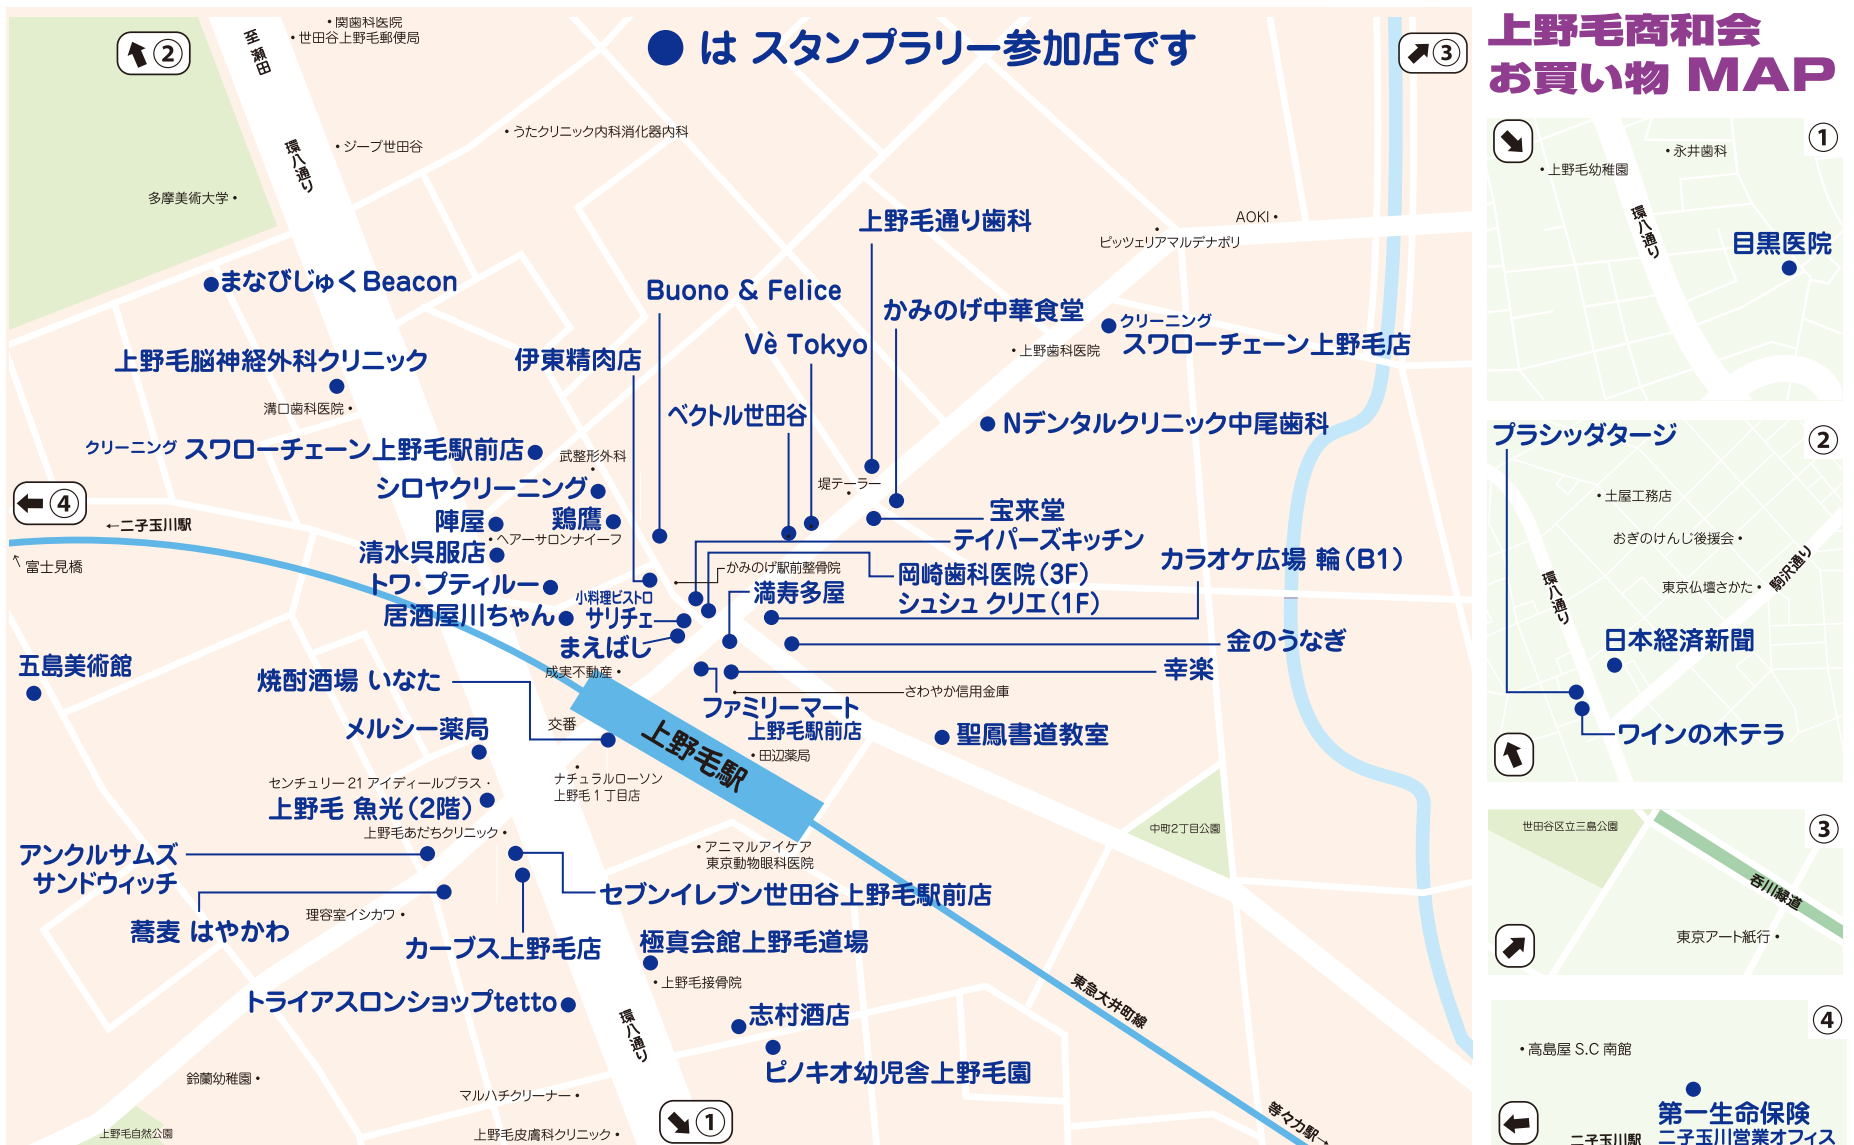 ● は スタンプラリー参加店です
上野毛商和会
お買い物 MAP
②
至 瀬田
・関歯科医院
・世田谷上野毛郵便局
③
環八通り
・ジープ世田谷
・うたクリニック内科消化器内科
多摩美術大学・
上野毛通り歯科
AOKI・
ピッツェリアマルデナポリ
まなびじゅくBeacon
Buono & Felice
かみのげ中華食堂
クリーニング
スワローチェーン上野毛店
Vè Tokyo
・上野歯科医院
上野毛脳神経外科クリニック
伊東精肉店
溝口歯科医院・
ベクトル世田谷
Nデンタルクリニック中尾歯科
クリーニング スワローチェーン上野毛駅前店
武整形外科
シロヤクリーニング
堤テーラー
④
←二子玉川駅
陣屋
鶏鷹
・ヘアーサロンナイーフ
宝来堂
テイパーズキッチン
清水呉服店
富士見橋
かみのげ駅前整骨院
カラオケ広場 輪(B1)
トワ・プティルー
岡崎歯科医院(3F)
シュシュ クリエ(1F)
小料理ビストロ
サリチェ
満寿多屋
居酒屋川ちゃん
まえばし
金のうなぎ
五島美術館
成実不動産・
幸楽
焼酎酒場 いなた
さわやか信用金庫
ファミリーマート
上野毛駅前店
メルシー薬局
交番
上野毛駅
聖鳳書道教室
・田辺薬局
センチュリー21アイディールプラス・
ナチュラルローソン
上野毛1丁目店
上野毛 魚光(2階)
上野毛あだちクリニック・
中町2丁目公園
アンクルサムズ
サンドウィッチ
・アニマルアイケア
東京動物眼科医院
セブンイレブン世田谷上野毛駅前店
理容室イシカワ・
蕎麦 はやかわ
カーブス上野毛店
極真会館上野毛道場
・上野毛接骨院
トライアスロンショップtetto
志村酒店
東急大井町線
環八通り
ピノキオ幼児舎上野毛園
鈴蘭幼稚園・
マルハチクリーナー・
①
等々力駅→
上野毛自然公園
上野毛皮膚科クリニック・
①
・永井歯科
・上野毛幼稚園
環八通り
目黒医院
プラシッダタージ
②
・土屋工務店
おぎのけんじ後援会・
駒沢通り
環八通り
東京仏壇さかた・
日本経済新聞
ワインの木テラ
世田谷区立三島公園
③
呑川緑道
東京アート紙行・
④
・高島屋 S.C 南館
第一生命保険
二子玉川営業オフィス
二子玉川駅